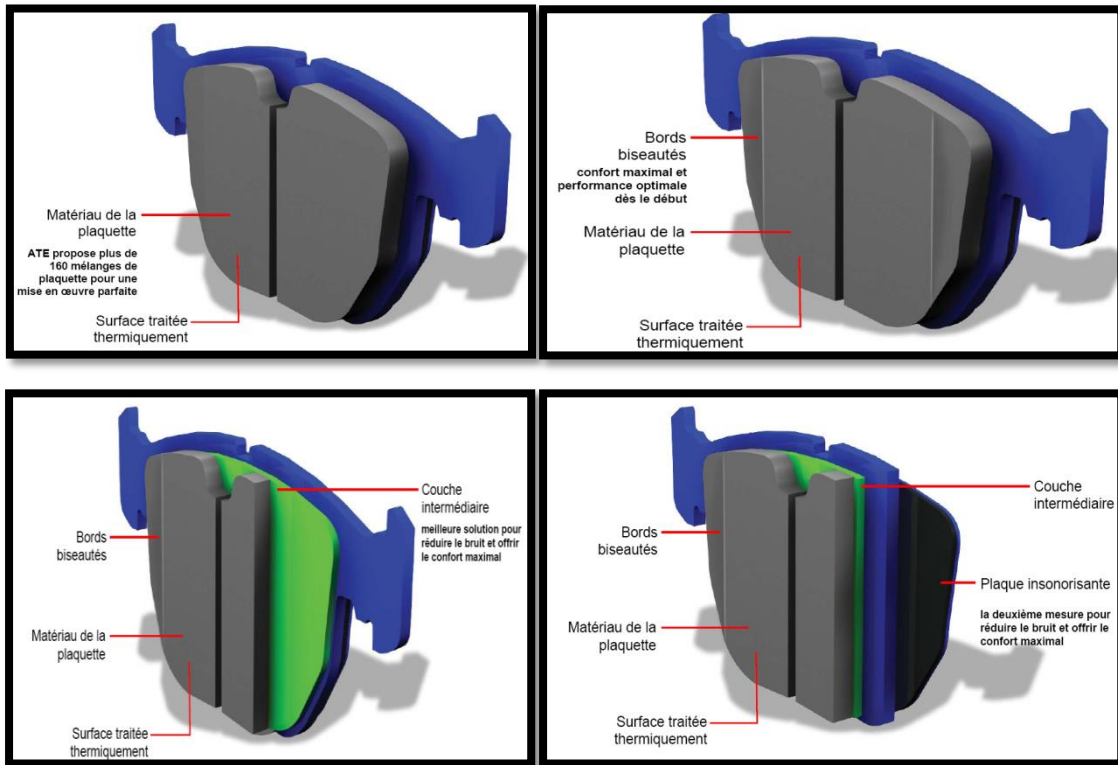 Matériau de la
plaquette
ATE propose plus de
160 mélanges de
plaquette pour une
mise en œuvre parfaite
Surface traitée
thermiquement
Bords
biseautés
confort maximal et
performance optimale
dès le début
Matériau de la
plaquette
Surface traitée
thermiquement
Couche
intermédiaire
meilleure solution pour
réduire le bruit et offrir
le confort maximal
Bords
biseautés
Matériau de la
plaquette
Surface traitée
thermiquement
Couche
intermédiaire
Bords
biseautés
Plaque insonorisante
la deuxième mesure pour
réduire le bruit et offrir le
confort maximal
Matériau de la
plaquette
Surface traitée
thermiquement